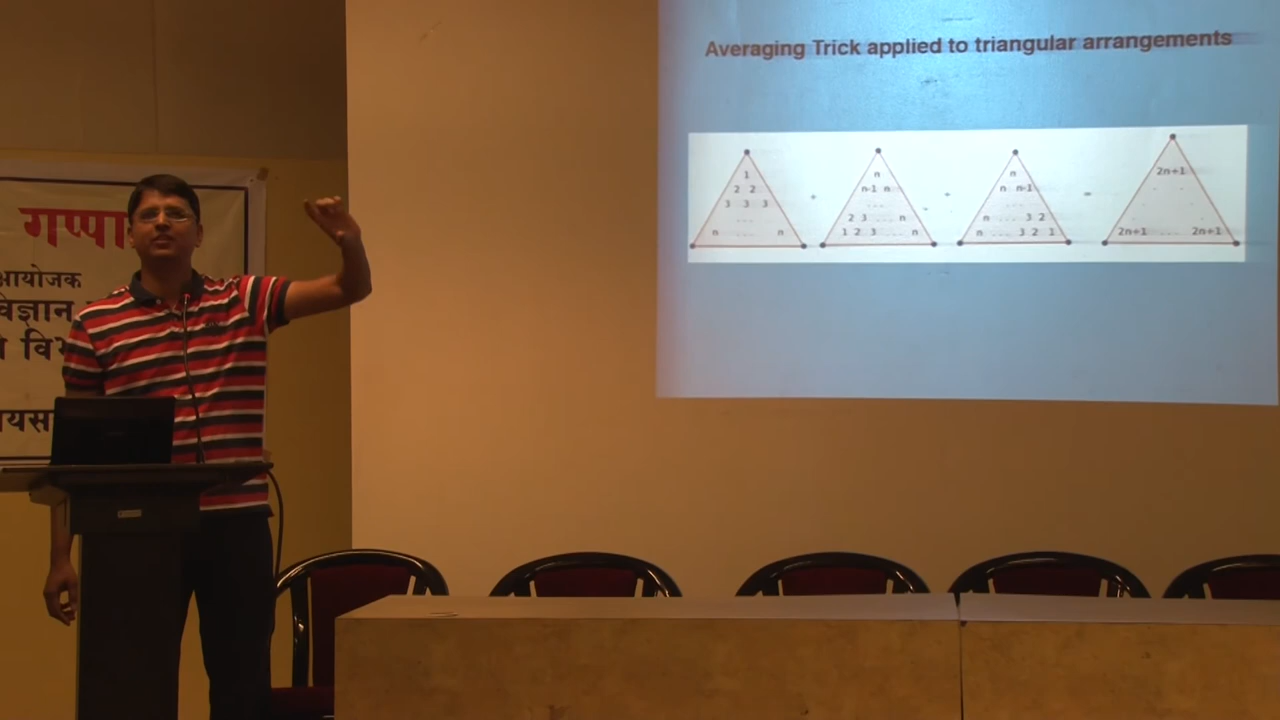 Averaging Trick applied to triangular arrangements
1
2 2
3 3 3
...
n ... n
+
n
n-1 n
...
2 3 ... n
1 2 3 ... n
+
n
n n-1
...
n ... 3 2
n ... 3 2 1
=
2n+1
. .
. .
2n+1 ... 2n+1
गप्पा
आयोजक
विज्ञान